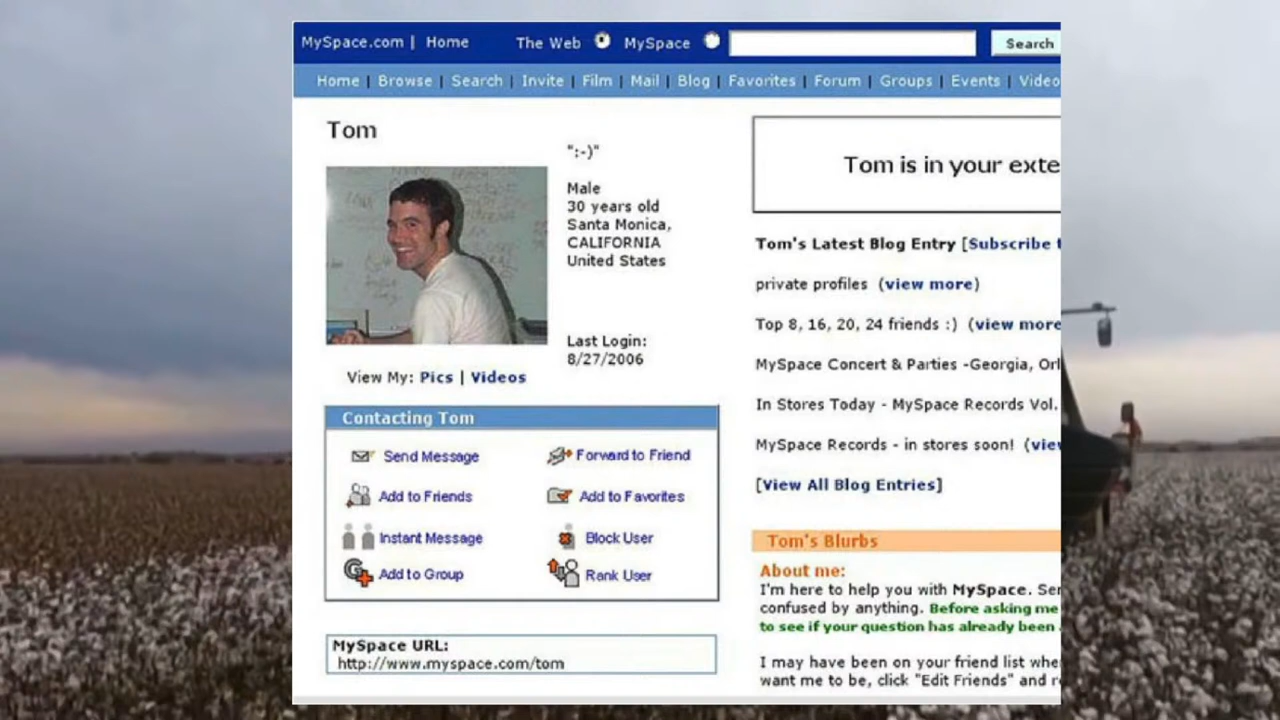 MySpace.com | Home The Web MySpace Search
Home | Browse | Search | Invite | Film | Mail | Blog | Favorites | Forum | Groups | Events | Video
Tom
":-)"
Male
30 years old
Santa Monica,
CALIFORNIA
United States
Last Login:
8/27/2006
View My: Pics | Videos
Contacting Tom
Send Message Forward to Friend
Add to Friends Add to Favorites
Instant Message Block User
Add to Group Rank User
MySpace URL:
http://www.myspace.com/tom
Tom is in your exte
Tom's Latest Blog Entry [Subscribe t
private profiles (view more)
Top 8, 16, 20, 24 friends :) (view more
MySpace Concert & Parties -Georgia, Orl
In Stores Today - MySpace Records Vol.
MySpace Records - in stores soon! (view
[View All Blog Entries]
Tom's Blurbs
About me:
I'm here to help you with MySpace. Sen
confused by anything. Before asking me
to see if your question has already been
I may have been on your friend list whe
want me to be, click "Edit Friends" and r